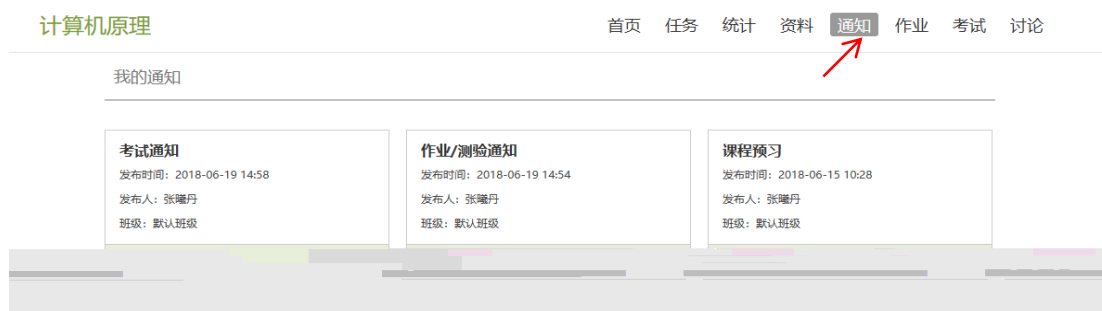 计算机原理 首页 任务 统计 资料 通知 作业 考试 讨论
我的通知
考试通知
发布时间：2018-06-19 14:58
发布人：张曦丹
班级：默认班级
作业/测验通知
发布时间：2018-06-19 14:54
发布人：张曦丹
班级：默认班级
课程预习
发布时间：2018-06-15 10:28
发布人：张曦丹
班级：默认班级